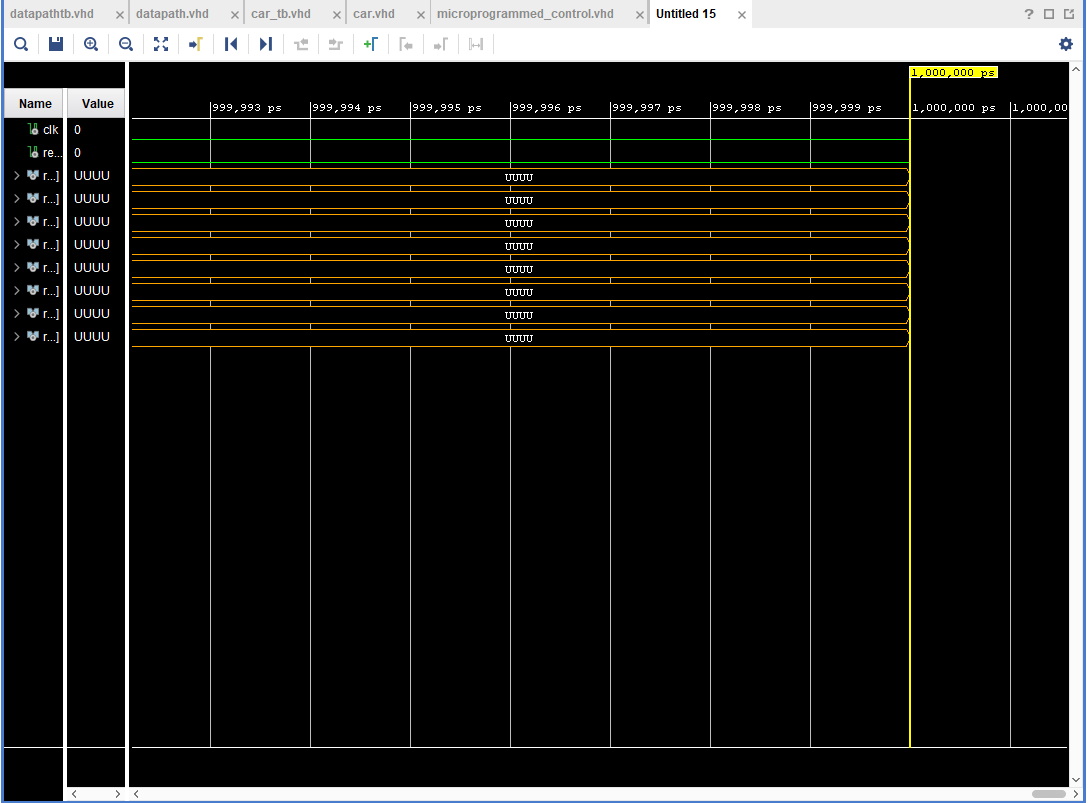 datapathtb.vhd datapath.vhd car_tb.vhd car.vhd microprogrammed_control.vhd Untitled 15
1,000,000 ps
Name Value 999,993 ps 999,994 ps 999,995 ps 999,996 ps 999,997 ps 999,998 ps 999,999 ps 1,000,000 ps 1,000,00
clk 0
re... 0
r...] UUUU UUUU
r...] UUUU UUUU
r...] UUUU UUUU
r...] UUUU UUUU
r...] UUUU UUUU
r...] UUUU UUUU
r...] UUUU UUUU
r...] UUUU UUUU